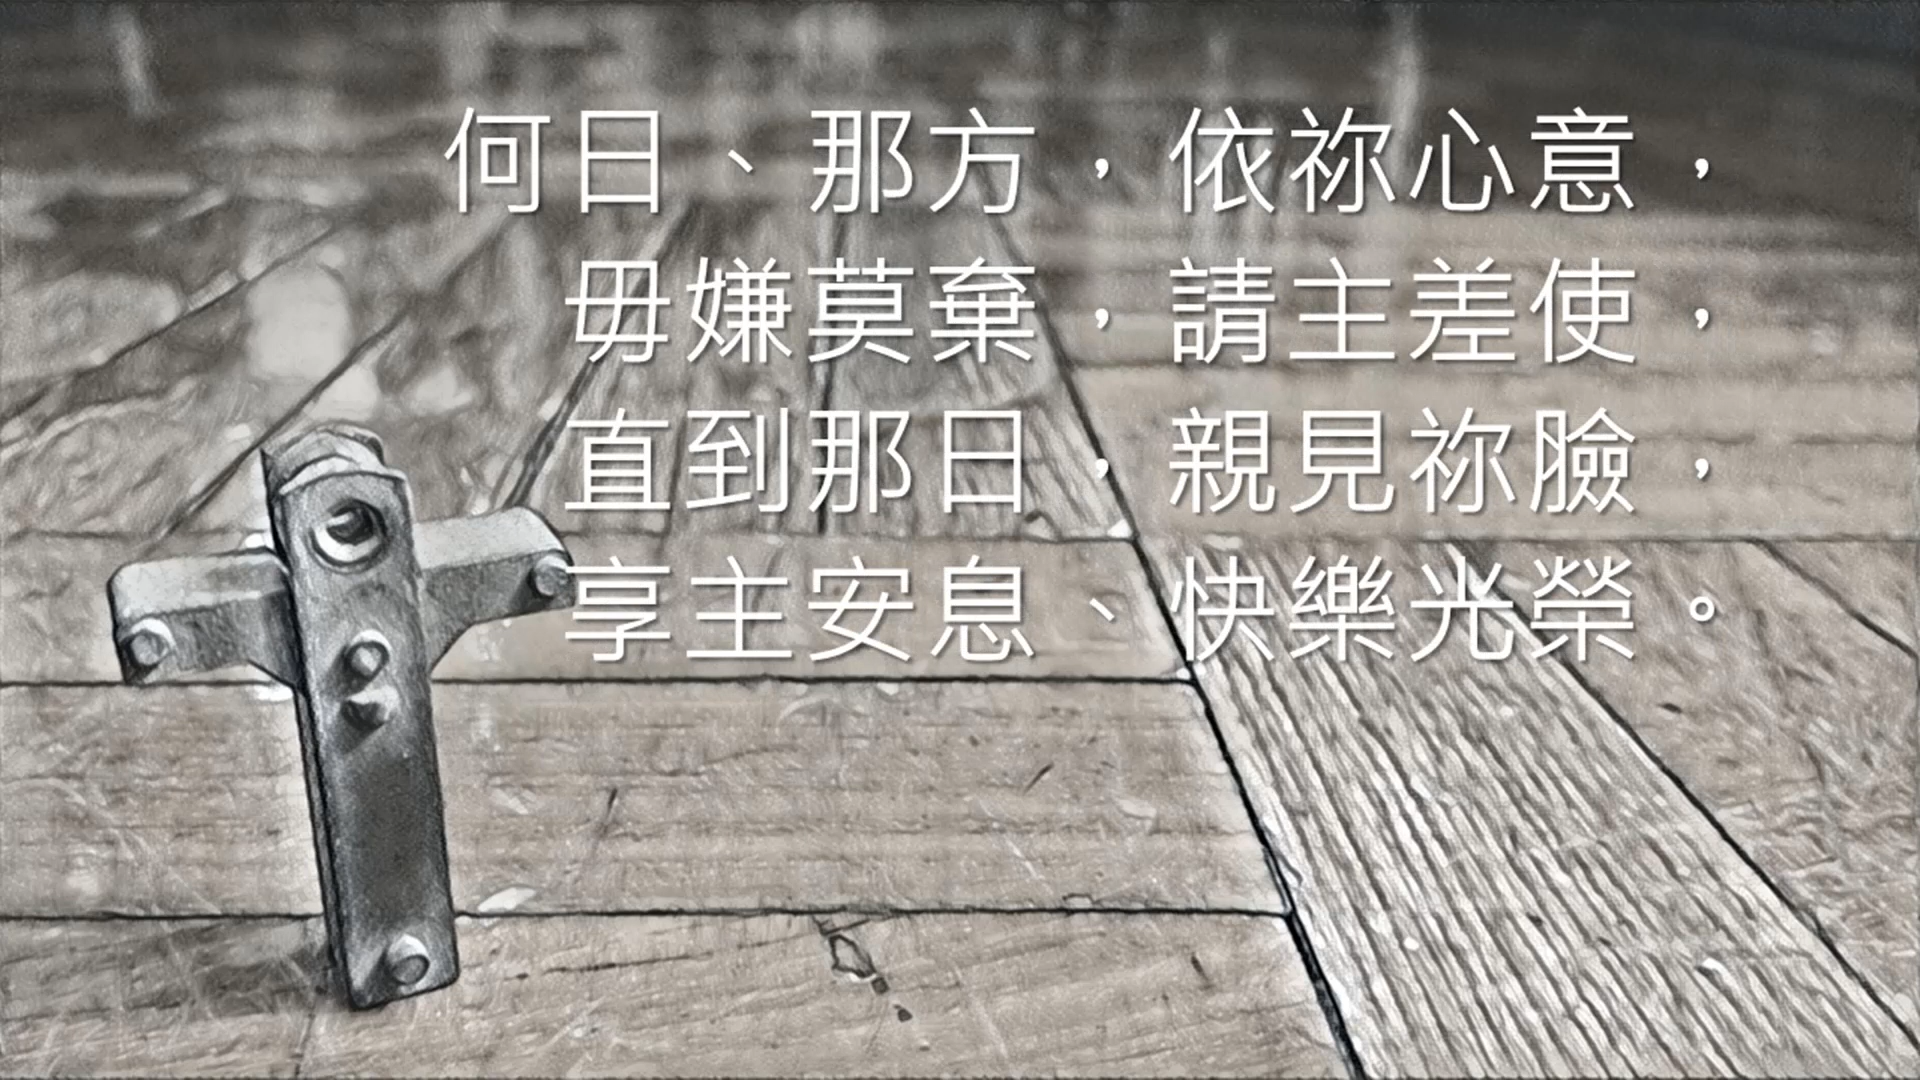 何日、那方，依祢心意，
毋嫌莫棄，請主差使，
直到那日，親見祢臉，
享主安息、快樂光榮。